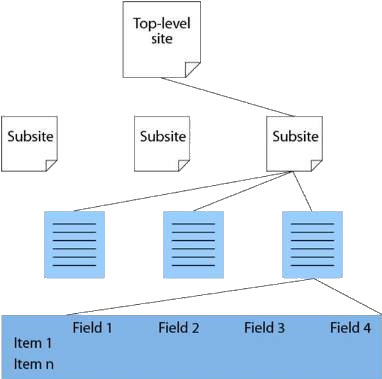 Top-level
site
Subsite
Subsite
Subsite
Field 1
Field 2
Field 3
Field 4
Item 1
Item n